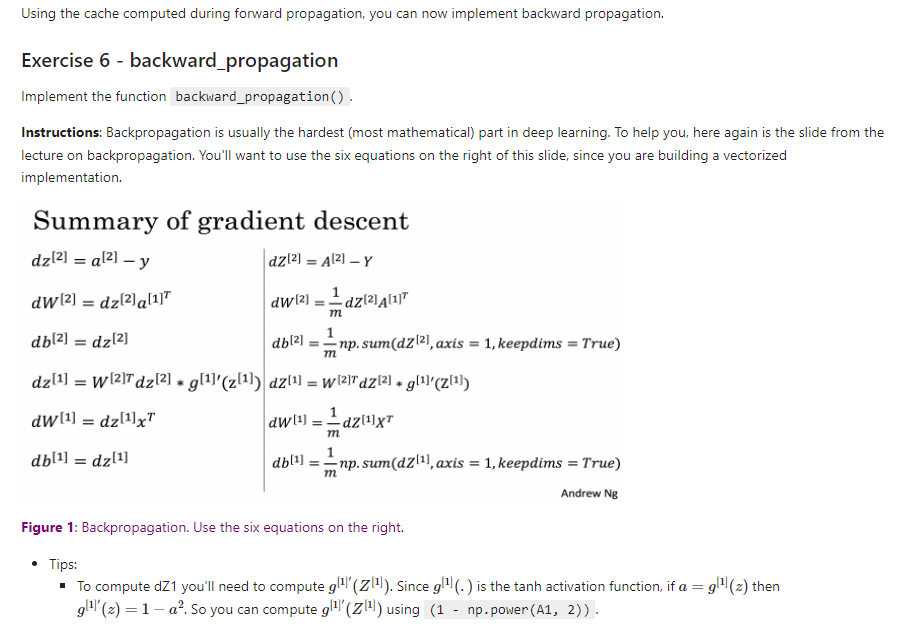 Using the cache computed during forward propagation, you can now implement backward propagation.
Exercise 6 - backward_propagation
Implement the function backward_propagation() .
Instructions: Backpropagation is usually the hardest (most mathematical) part in deep learning. To help you, here again is the slide from the
lecture on backpropagation. You'll want to use the six equations on the right of this slide, since you are building a vectorized
implementation.
Summary of gradient descent
dz^[2] = a^[2] – y
dW^[2] = dz^[2]a^[1]^T
db^[2] = dz^[2]
dz^[1] = W^[2]T dz^[2] * g^[1]′(z^[1])
dW^[1] = dz^[1]x^T
db^[1] = dz^[1]
dZ^[2] = A^[2] – Y
dW^[2] = 1/m dZ^[2]A^[1]^T
db^[2] = 1/m np.sum(dZ^[2], axis = 1, keepdims = True)
dZ^[1] = W^[2]T dZ^[2] * g^[1]′(Z^[1])
dW^[1] = 1/m dZ^[1]X^T
db^[1] = 1/m np.sum(dZ^[1], axis = 1, keepdims = True)
Andrew Ng
Figure 1: Backpropagation. Use the six equations on the right.
• Tips:
▪ To compute dZ1 you'll need to compute g^[1]′(Z^[1]). Since g^[1](.) is the tanh activation function, if a = g^[1](z) then
g^[1]′(z) = 1 − a². So you can compute g^[1]′(Z^[1]) using (1 - np.power(A1, 2)) .